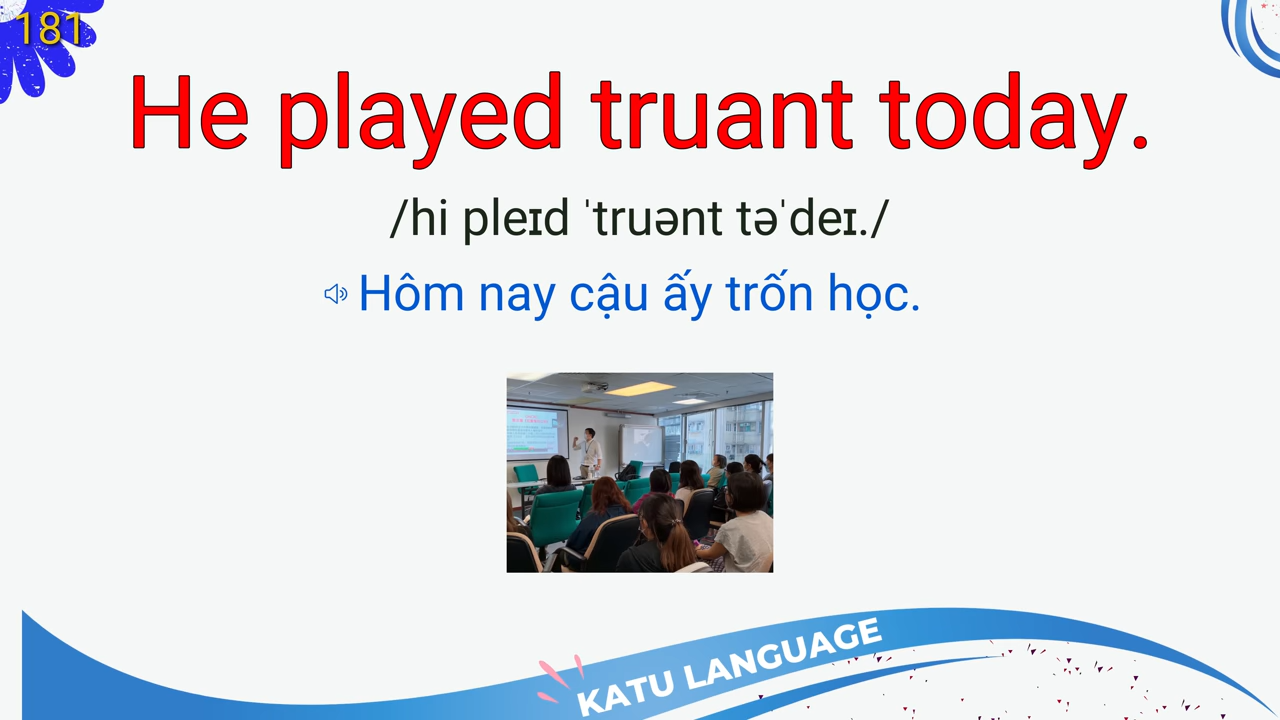 181
He played truant today.
/hi pleɪd ˈtruənt təˈdeɪ./
Hôm nay cậu ấy trốn học.
KATU LANGUAGE